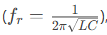 (f_r = \frac{1}{2\pi\sqrt{LC}}),